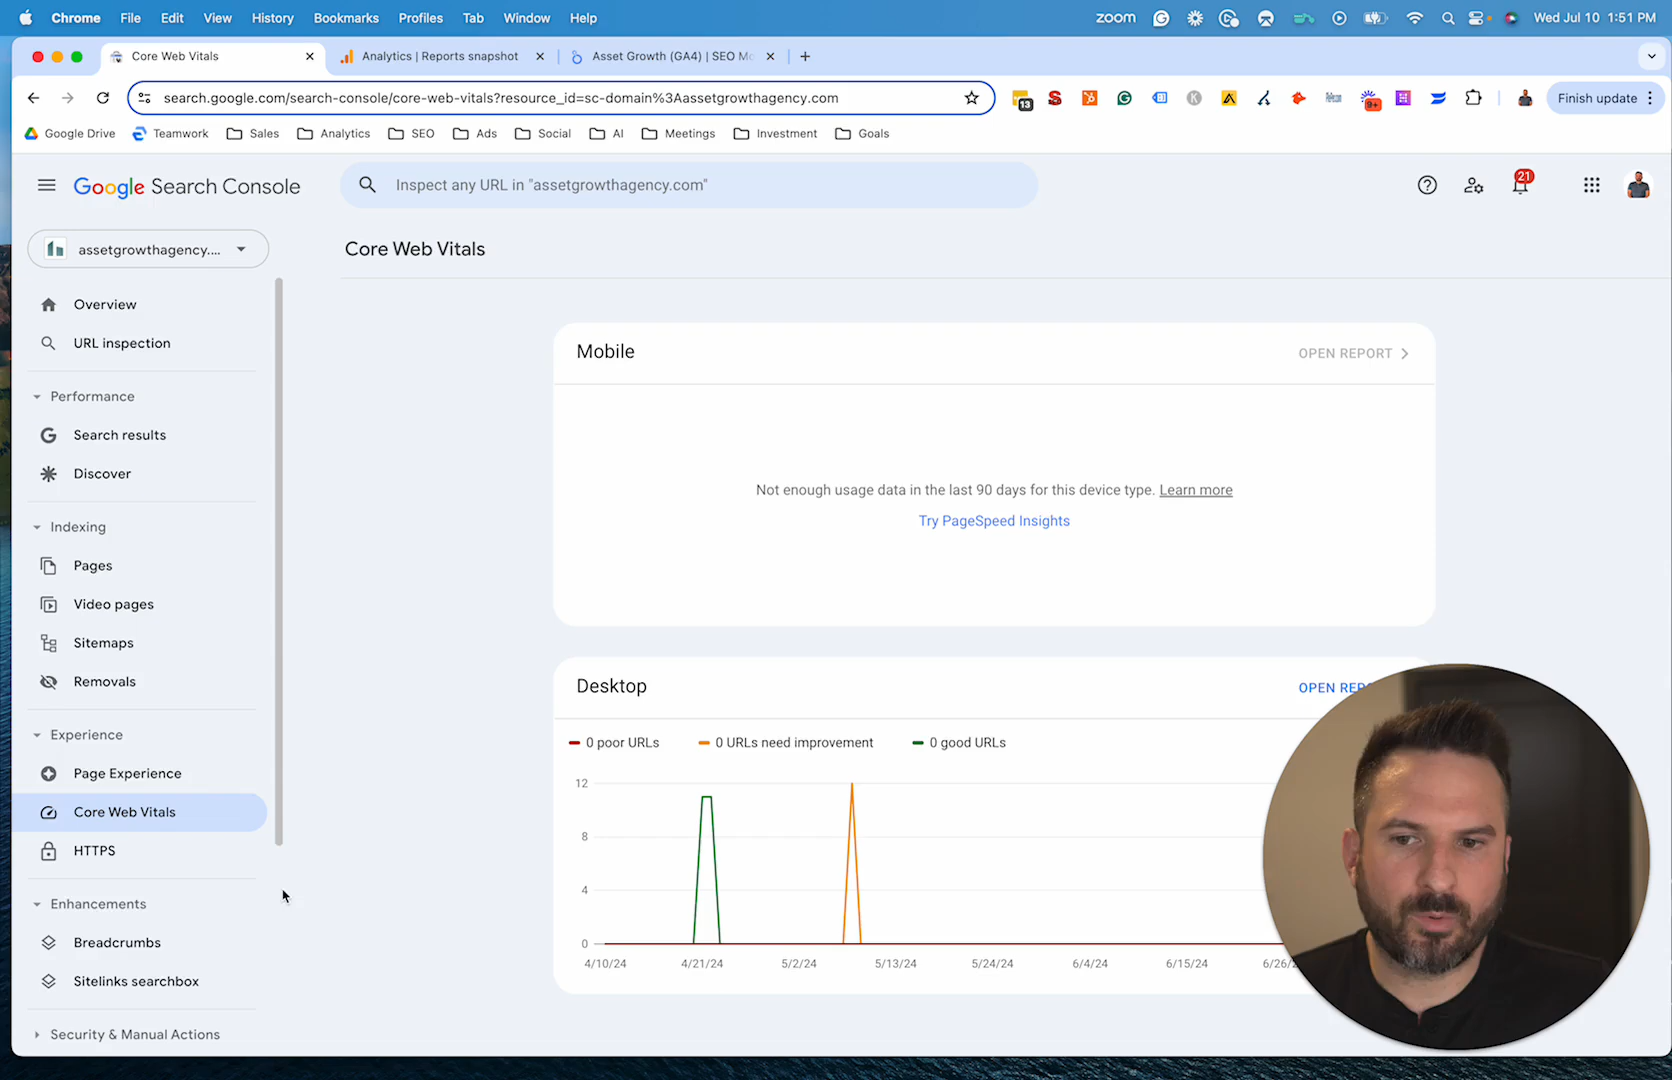 Chrome File Edit View History Bookmarks Profiles Tab Window Help zoom Wed Jul 10 1:51 PM
Core Web Vitals Analytics | Reports snapshot Asset Growth (GA4) | SEO Mo
search.google.com/search-console/core-web-vitals?resource_id=sc-domain%3Aassetgrowthagency.com 13 9+ Finish update
Google Drive Teamwork Sales Analytics SEO Ads Social AI Meetings Investment Goals
Google Search Console Inspect any URL in "assetgrowthagency.com" 21
assetgrowthagency....
Core Web Vitals
Overview
URL inspection
Performance
Search results
Discover
Indexing
Pages
Video pages
Sitemaps
Removals
Experience
Page Experience
Core Web Vitals
HTTPS
Enhancements
Breadcrumbs
Sitelinks searchbox
Security & Manual Actions
Mobile OPEN REPORT
Not enough usage data in the last 90 days for this device type. Learn more
Try PageSpeed Insights
Desktop OPEN REPO
0 poor URLs 0 URLs need improvement 0 good URLs
12
8
4
0
4/10/24 4/21/24 5/2/24 5/13/24 5/24/24 6/4/24 6/15/24 6/26/2